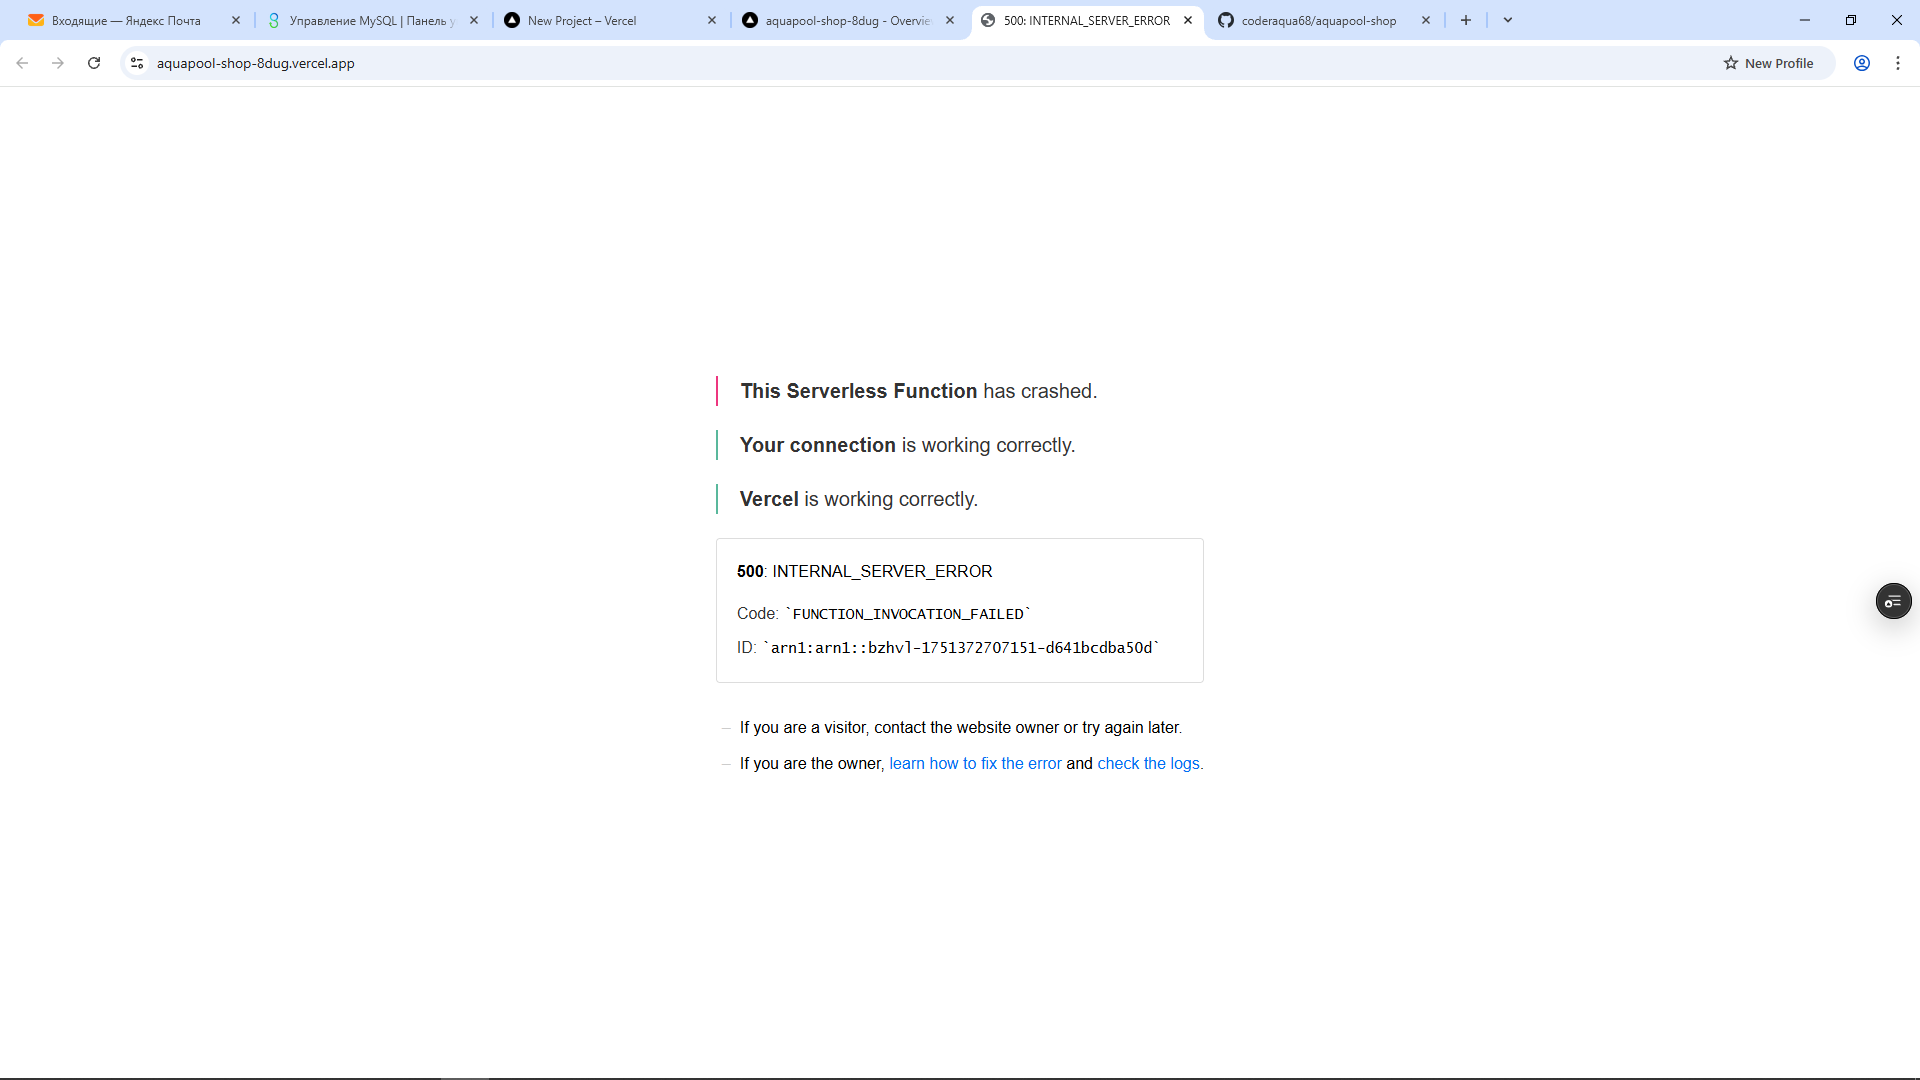 Входящие — Яндекс Почта
Управление MySQL | Панель у
New Project – Vercel
aquapool-shop-8dug - Overvie
500: INTERNAL_SERVER_ERROR
coderaqua68/aquapool-shop
aquapool-shop-8dug.vercel.app
New Profile
This Serverless Function has crashed.
Your connection is working correctly.
Vercel is working correctly.
500: INTERNAL_SERVER_ERROR
Code: `FUNCTION_INVOCATION_FAILED`
ID: `arn1:arn1::bzhvl-1751372707151-d641bcdba50d`
If you are a visitor, contact the website owner or try again later.
If you are the owner, learn how to fix the error and check the logs.